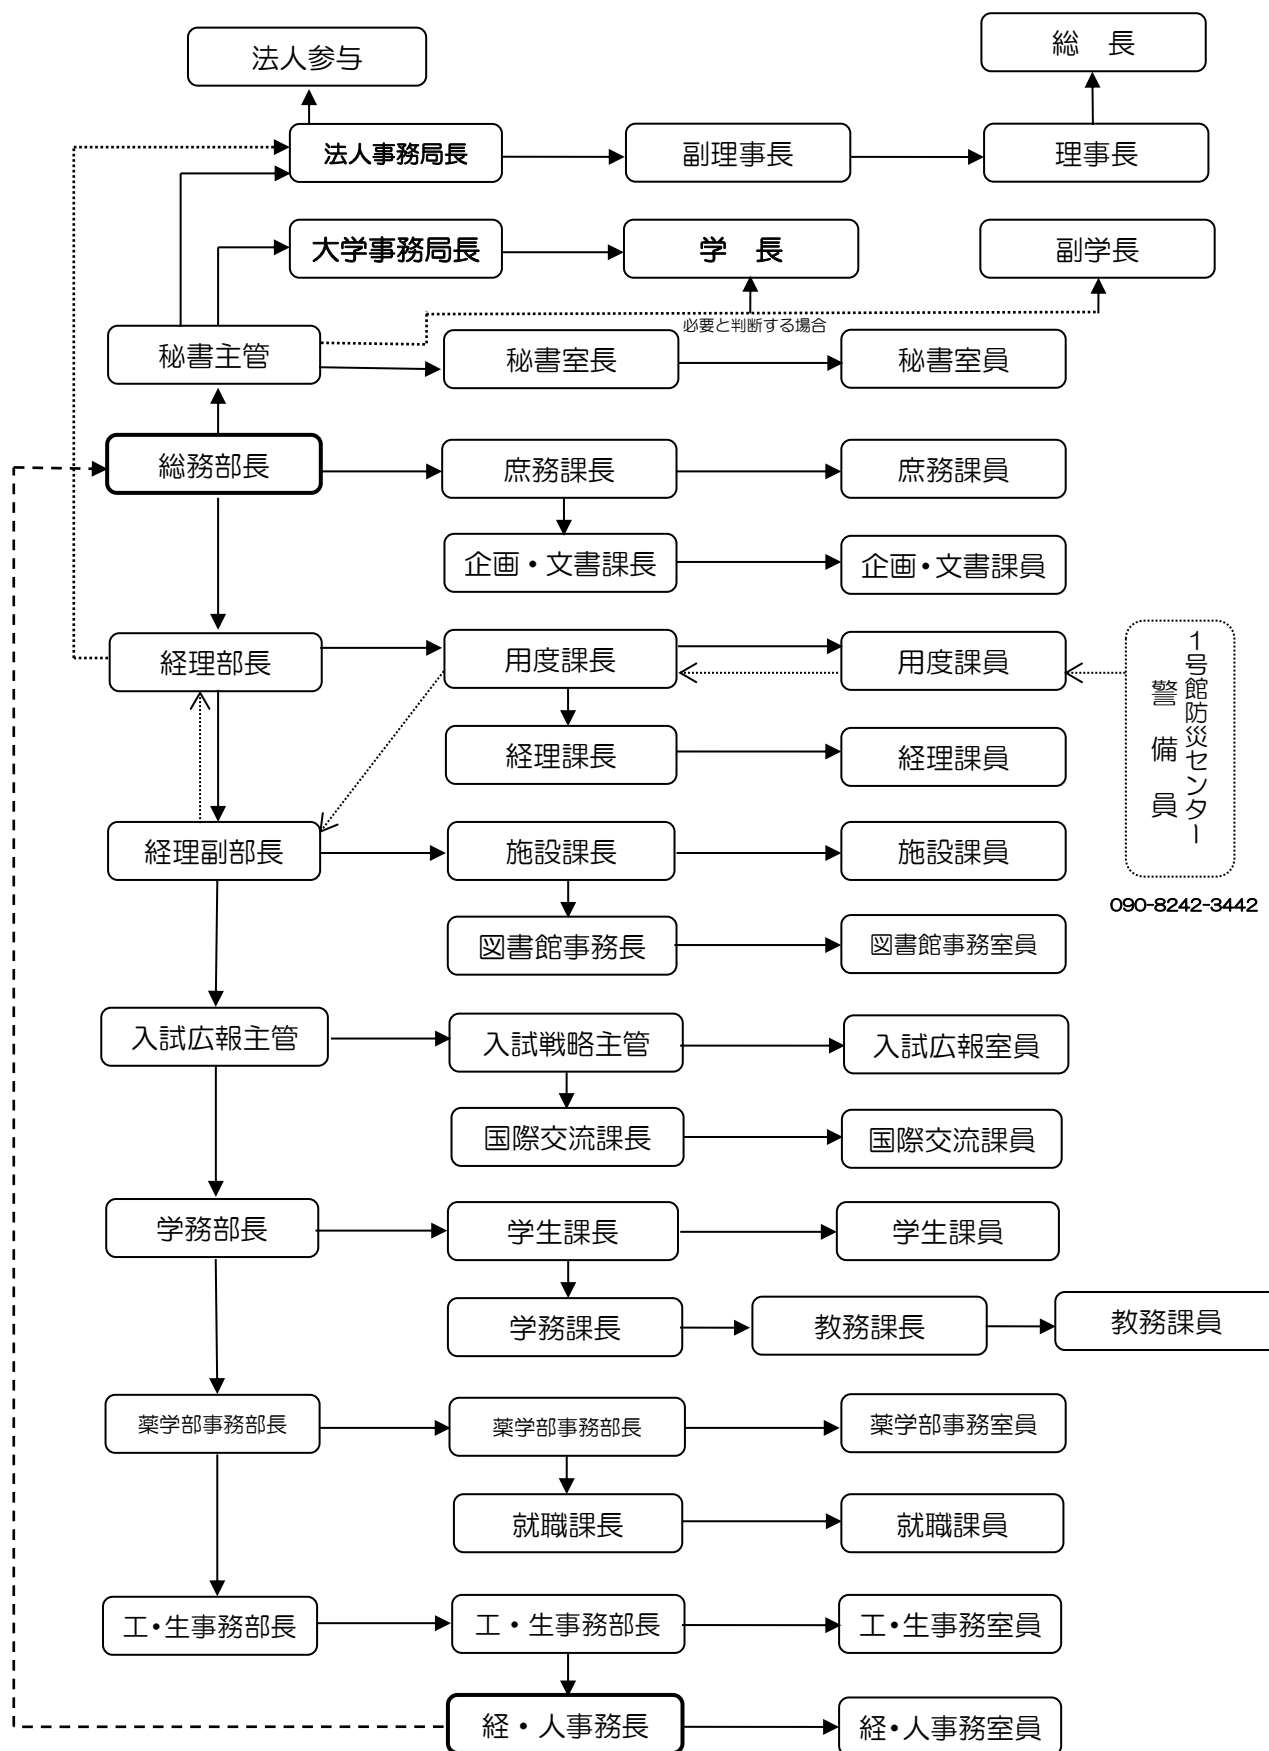 法人参与
総　長
法人事務局長
副理事長
理事長
大学事務局長
学　長
副学長
必要と判断する場合
秘書主管
秘書室長
秘書室員
総務部長
庶務課長
庶務課員
企画・文書課長
企画・文書課員
経理部長
用度課長
用度課員
1号館防災センター
警備員
経理課長
経理課員
経理副部長
施設課長
施設課員
090-8242-3442
図書館事務長
図書館事務室員
入試広報主管
入試戦略主管
入試広報室員
国際交流課長
国際交流課員
学務部長
学生課長
学生課員
学務課長
教務課長
教務課員
薬学部事務部長
薬学部事務部長
薬学部事務室員
就職課長
就職課員
工・生事務部長
工・生事務部長
工・生事務室員
経・人事務長
経・人事務室員